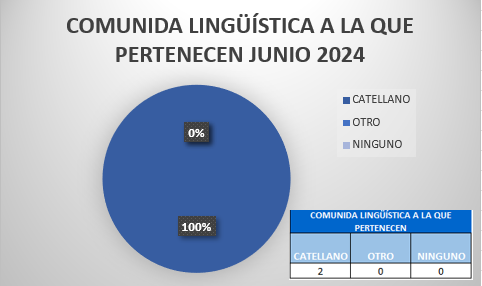 COMUNIDA LINGÜÍSTICA A LA QUE
PERTENECEN JUNIO 2024
CATELLANO
OTRO
NINGUNO
0%
100%
COMUNIDA LINGÜÍSTICA A LA QUE
PERTENECEN
CATELLANO OTRO NINGUNO
2 0 0